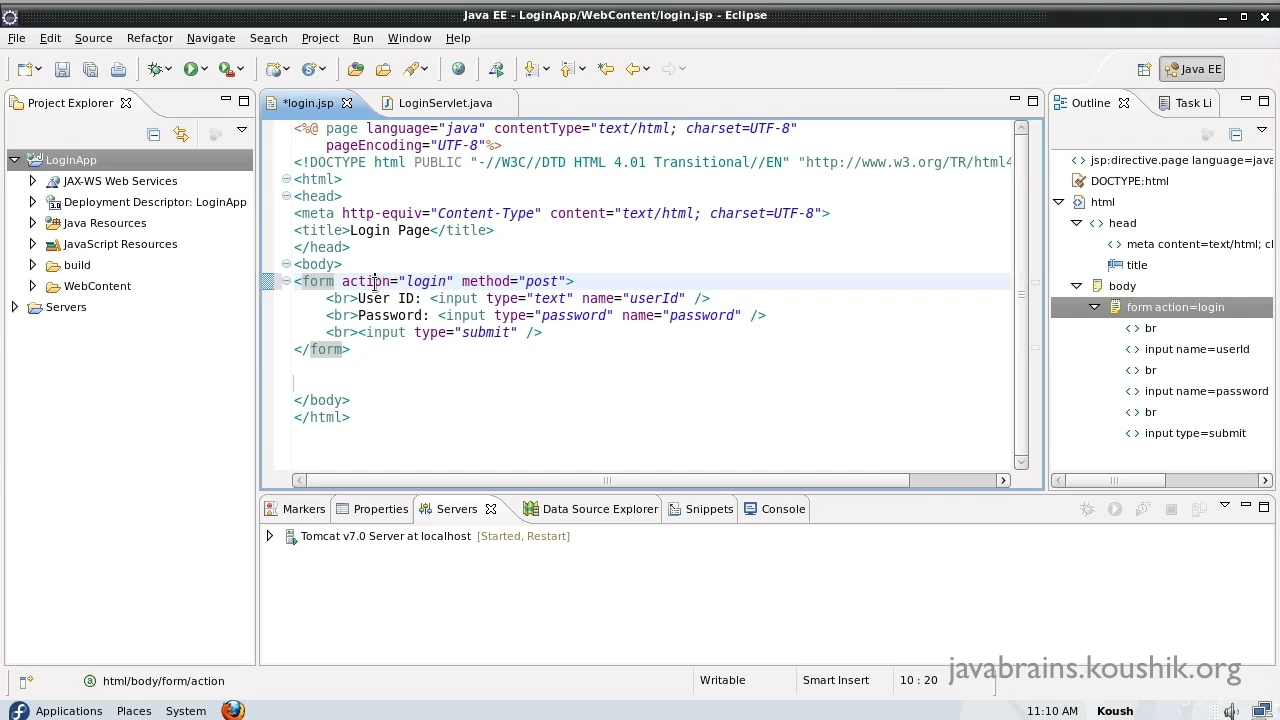 Java EE - LoginApp/WebContent/login.jsp - Eclipse
File Edit Source Refactor Navigate Search Project Run Window Help
Java EE
Project Explorer
*login.jsp
LoginServlet.java
Outline
Task Li
LoginApp
JAX-WS Web Services
Deployment Descriptor: LoginApp
Java Resources
JavaScript Resources
build
WebContent
Servers
<%@ page language="java" contentType="text/html; charset=UTF-8"
pageEncoding="UTF-8"%>
<!DOCTYPE html PUBLIC "-//W3C//DTD HTML 4.01 Transitional//EN" "http://www.w3.org/TR/html4
<html>
<head>
<meta http-equiv="Content-Type" content="text/html; charset=UTF-8">
<title>Login Page</title>
</head>
<body>
<form action="login" method="post">
<br>User ID: <input type="text" name="userId" />
<br>Password: <input type="password" name="password" />
<br><input type="submit" />
</form>
</body>
</html>
jsp:directive.page language=java
DOCTYPE:html
html
head
meta content=text/html; cl
title
body
form action=login
br
input name=userId
br
input name=password
br
input type=submit
Markers
Properties
Servers
Data Source Explorer
Snippets
Console
Tomcat v7.0 Server at localhost [Started, Restart]
html/body/form/action
Writable
Smart Insert
10 : 20
javabrains.koushik.org
Applications Places System
11:10 AM
Koush